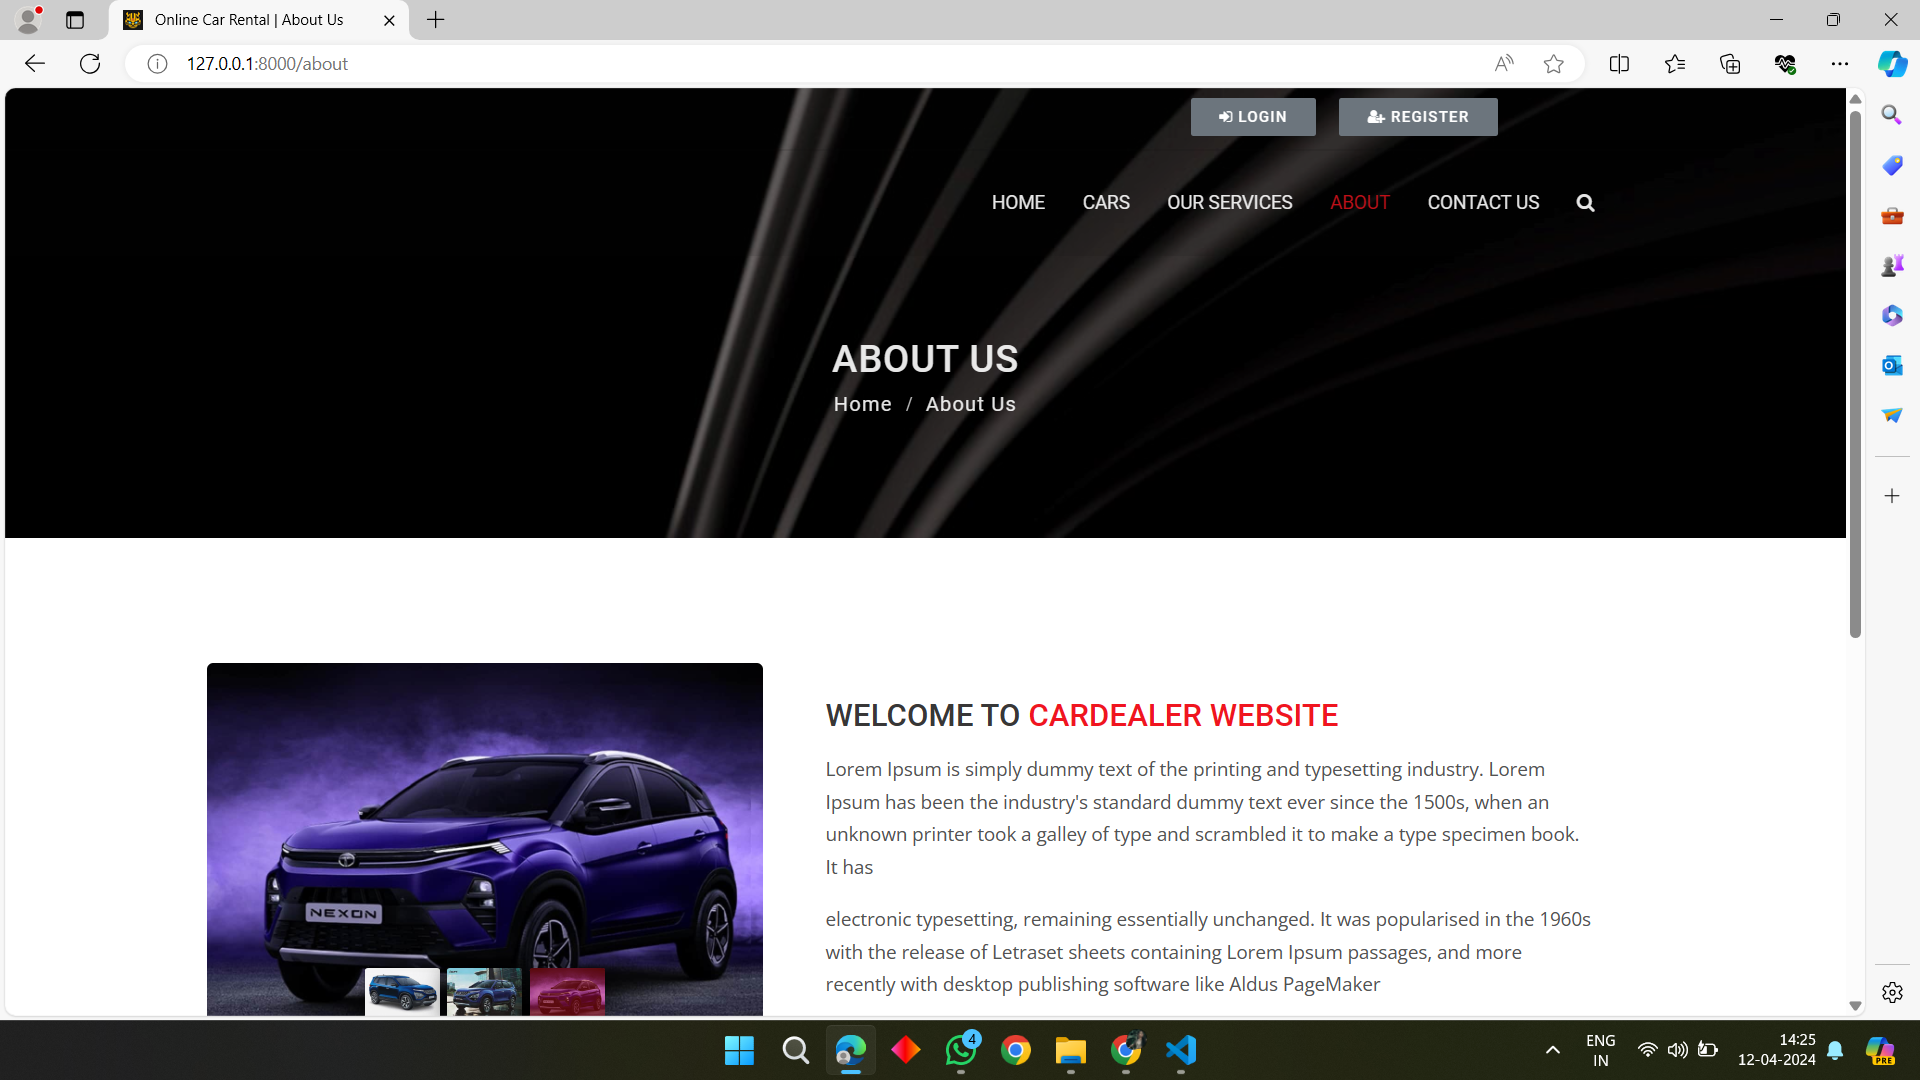 Online Car Rental | About Us
127.0.0.1:8000/about
LOGIN
REGISTER
HOME
CARS
OUR SERVICES
ABOUT
CONTACT US
ABOUT US
Home / About Us
NEXON
WELCOME TO CARDEALER WEBSITE
Lorem Ipsum is simply dummy text of the printing and typesetting industry. Lorem
Ipsum has been the industry's standard dummy text ever since the 1500s, when an
unknown printer took a galley of type and scrambled it to make a type specimen book.
It has
electronic typesetting, remaining essentially unchanged. It was popularised in the 1960s
with the release of Letraset sheets containing Lorem Ipsum passages, and more
recently with desktop publishing software like Aldus PageMaker
4
ENG
IN
14:25
12-04-2024
PRE